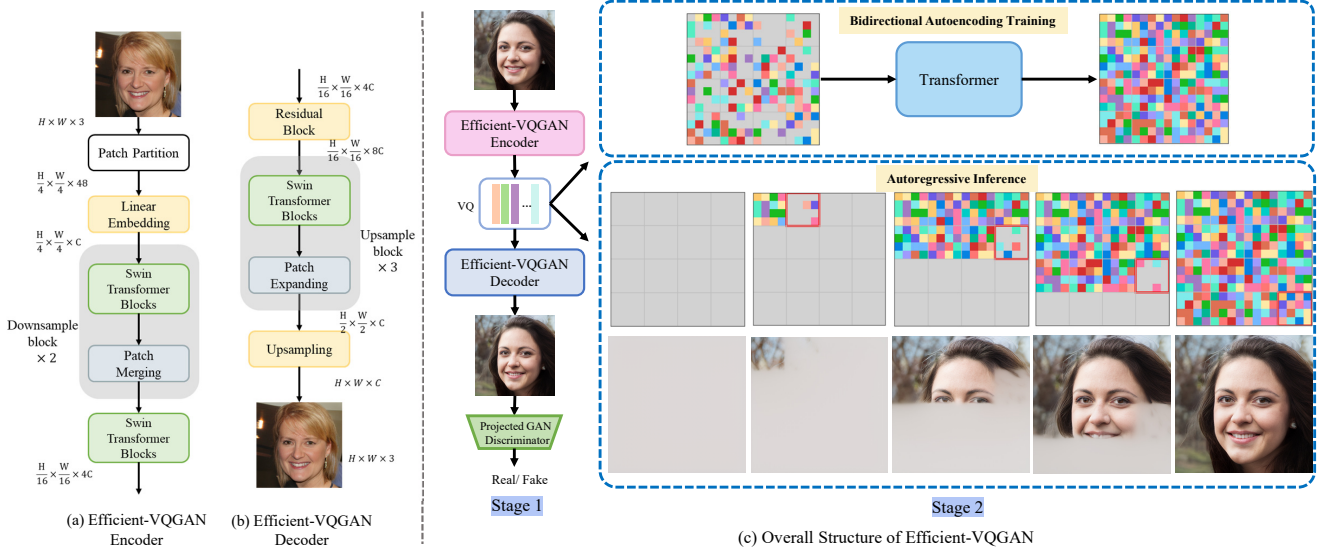 H × W × 3
Patch Partition
H/4 × W/4 × 48
Linear
Embedding
H/4 × W/4 × C
Swin
Transformer
Blocks
Downsample
block
× 2
Patch
Merging
Swin
Transformer
Blocks
H/16 × W/16 × 4C
(a) Efficient-VQGAN
Encoder
H/16 × W/16 × 4C
Residual
Block
H/16 × W/16 × 8C
Swin
Transformer
Blocks
Upsample
block
× 3
Patch
Expanding
H/2 × W/2 × C
Upsampling
H × W × C
H × W × 3
(b) Efficient-VQGAN
Decoder
Efficient-VQGAN
Encoder
VQ
...
Efficient-VQGAN
Decoder
Projected GAN
Discriminator
Real/ Fake
Stage 1
Bidirectional Autoencoding Training
Transformer
Autoregressive Inference
Stage 2
(c) Overall Structure of Efficient-VQGAN